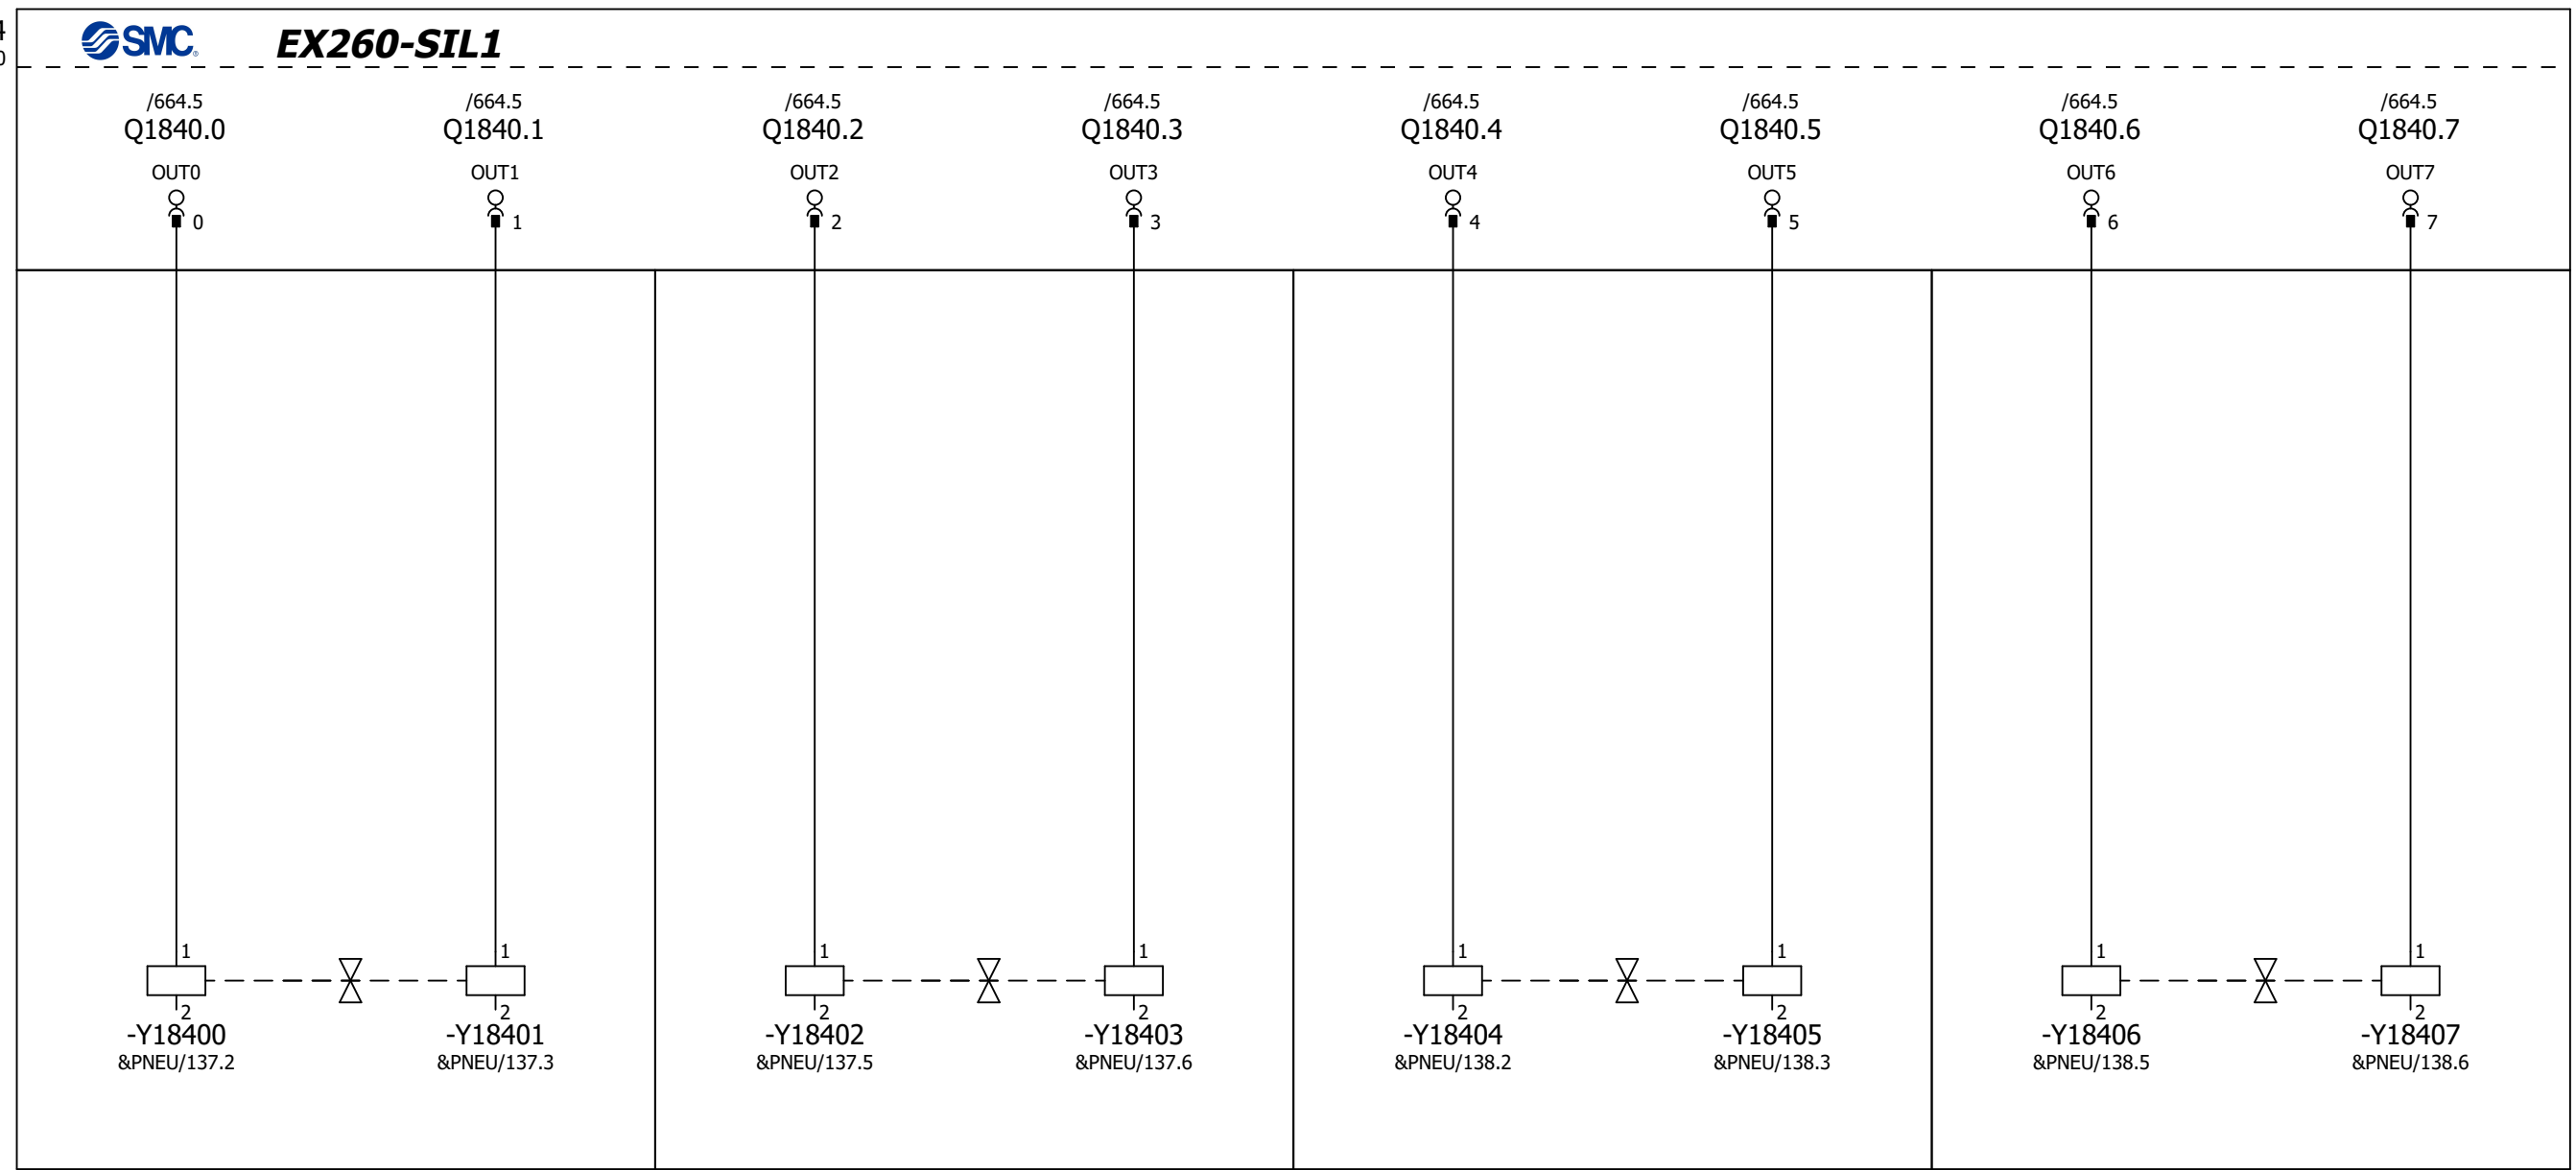 4
0
SMC® EX260-SIL1
/664.5 /664.5 /664.5 /664.5 /664.5 /664.5 /664.5 /664.5
Q1840.0 Q1840.1 Q1840.2 Q1840.3 Q1840.4 Q1840.5 Q1840.6 Q1840.7
OUT0 OUT1 OUT2 OUT3 OUT4 OUT5 OUT6 OUT7
0 1 2 3 4 5 6 7
1 1 1 1 1 1 1 1
2 2 2 2 2 2 2 2
-Y18400 -Y18401 -Y18402 -Y18403 -Y18404 -Y18405 -Y18406 -Y18407
&PNEU/137.2 &PNEU/137.3 &PNEU/137.5 &PNEU/137.6 &PNEU/138.2 &PNEU/138.3 &PNEU/138.5 &PNEU/138.6